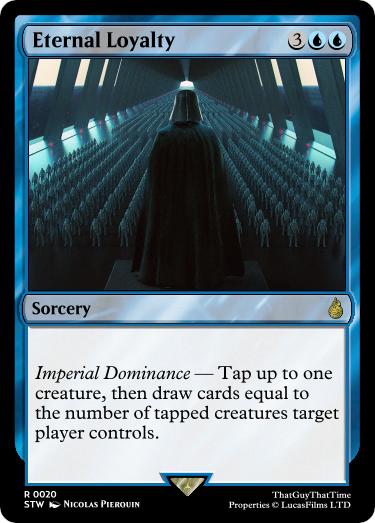 Eternal Loyalty 3
Sorcery
Imperial Dominance — Tap up to one
creature, then draw cards equal to
the number of tapped creatures target
player controls.
R 0020
STW Nicolas Pierquin
ThatGuyThatTime
Properties © LucasFilms LTD